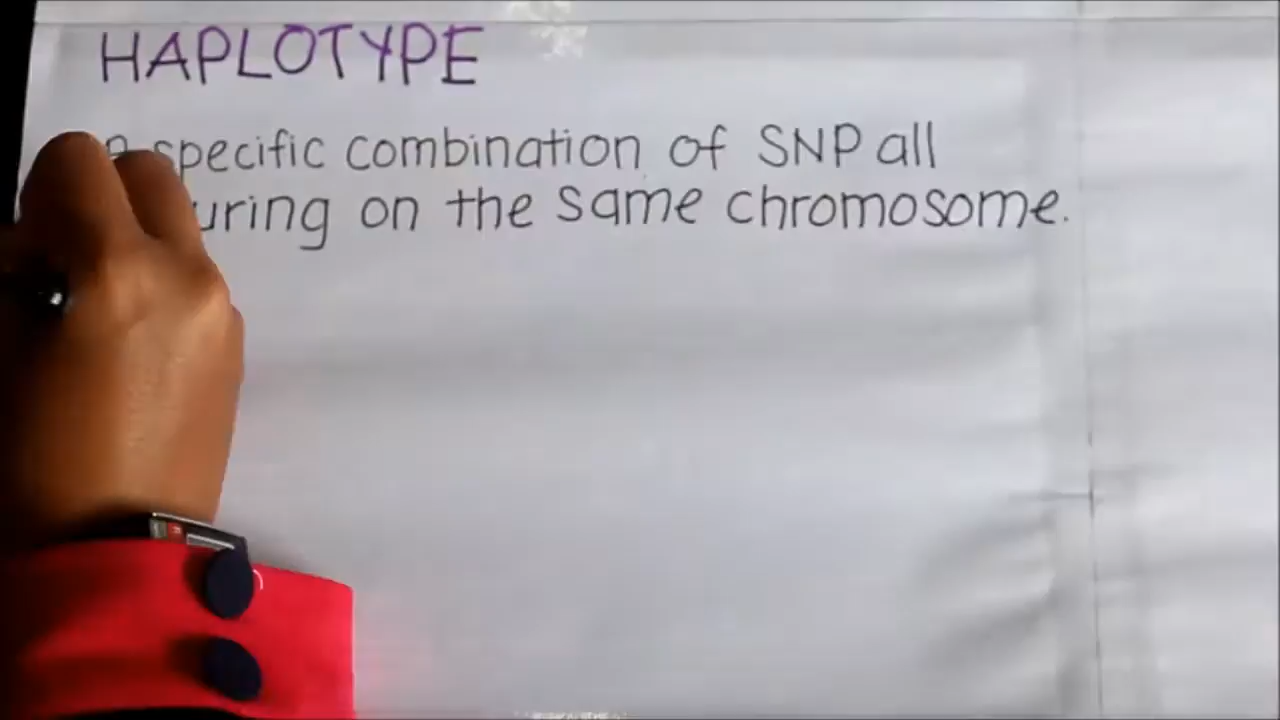 HAPLOTYPE
a specific combination of SNP all
uring on the same chromosome.